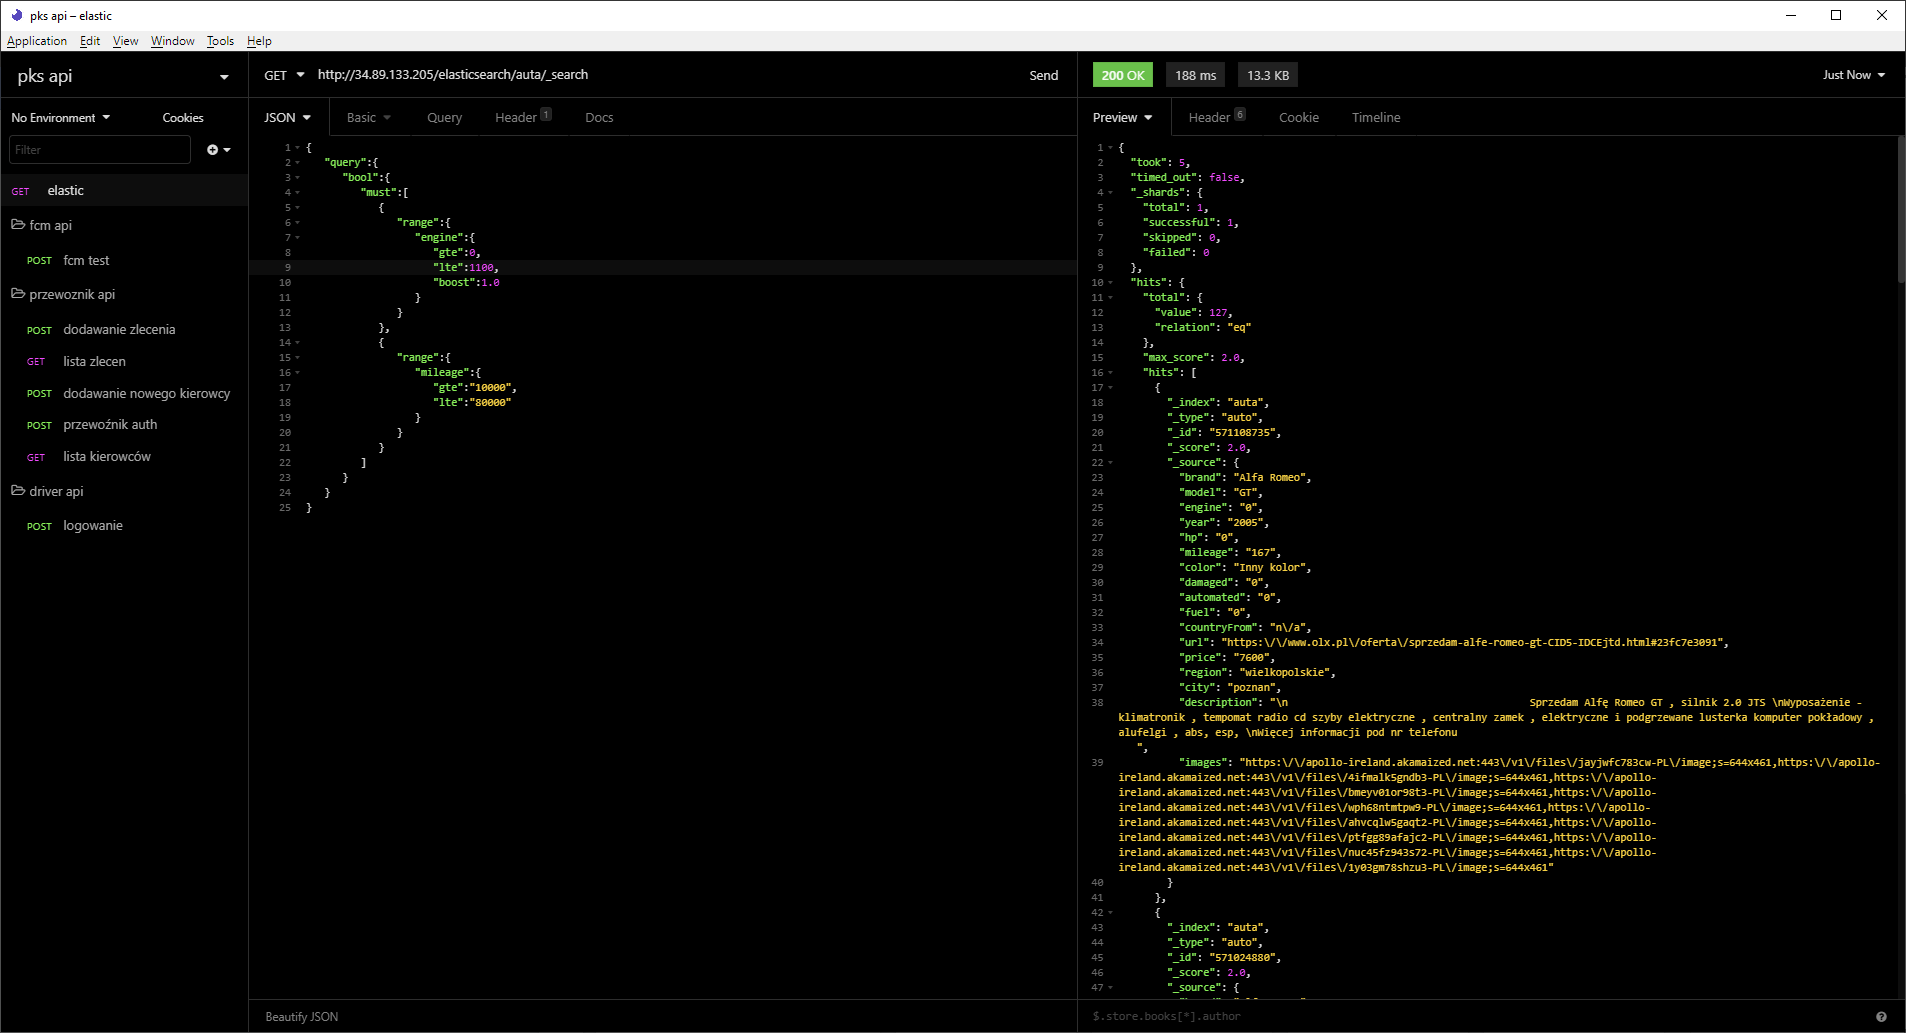 pks api – elastic
Application Edit View Window Tools Help
pks api
No Environment
Cookies
Filter
GET elastic
fcm api
POST fcm test
przewoznik api
POST dodawanie zlecenia
GET lista zlecen
POST dodawanie nowego kierowcy
POST przewoźnik auth
GET lista kierowców
driver api
POST logowanie
GET http://34.89.133.205/elasticsearch/auta/_search Send
JSON Basic Query Header 1 Docs
1 {
2 "query":{
3 "bool":{
4 "must":[
5 {
6 "range":{
7 "engine":{
8 "gte":0,
9 "lte":1100,
10 "boost":1.0
11 }
12 }
13 },
14 {
15 "range":{
16 "mileage":{
17 "gte":"10000",
18 "lte":"80000"
19 }
20 }
21 }
22 ]
23 }
24 }
25 }
Beautify JSON
200 OK 188 ms 13.3 KB Just Now
Preview Header 6 Cookie Timeline
1 {
2 "took": 5,
3 "timed_out": false,
4 "_shards": {
5 "total": 1,
6 "successful": 1,
7 "skipped": 0,
8 "failed": 0
9 },
10 "hits": {
11 "total": {
12 "value": 127,
13 "relation": "eq"
14 },
15 "max_score": 2.0,
16 "hits": [
17 {
18 "_index": "auta",
19 "_type": "auto",
20 "_id": "571108735",
21 "_score": 2.0,
22 "_source": {
23 "brand": "Alfa Romeo",
24 "model": "GT",
25 "engine": "0",
26 "year": "2005",
27 "hp": "0",
28 "mileage": "167",
29 "color": "Inny kolor",
30 "damaged": "0",
31 "automated": "0",
32 "fuel": "0",
33 "countryFrom": "n\/a",
34 "url": "https:\/\/www.olx.pl\/oferta\/sprzedam-alfe-romeo-gt-CID5-IDCEjtd.html#23fc7e3091",
35 "price": "7600",
36 "region": "wielkopolskie",
37 "city": "poznan",
38 "description": "\n Sprzedam Alfę Romeo GT , silnik 2.0 JTS \nWyposażenie -
klimatronik , tempomat radio cd szyby elektryczne , centralny zamek , elektryczne i podgrzewane lusterka komputer pokładowy ,
alufelgi , abs, esp, \nWięcej informacji pod nr telefonu
",
39 "images": "https:\/\/apollo-ireland.akamaized.net:443\/v1\/files\/jayjwfc783cw-PL\/image;s=644x461,https:\/\/apollo-
ireland.akamaized.net:443\/v1\/files\/4ifmalk5gndb3-PL\/image;s=644x461,https:\/\/apollo-
ireland.akamaized.net:443\/v1\/files\/bmeyv01or98t3-PL\/image;s=644x461,https:\/\/apollo-
ireland.akamaized.net:443\/v1\/files\/wph68ntmtpw9-PL\/image;s=644x461,https:\/\/apollo-
ireland.akamaized.net:443\/v1\/files\/ahvcqlw5gaqt2-PL\/image;s=644x461,https:\/\/apollo-
ireland.akamaized.net:443\/v1\/files\/ptfgg89afajc2-PL\/image;s=644x461,https:\/\/apollo-
ireland.akamaized.net:443\/v1\/files\/nuc45fz943s72-PL\/image;s=644x461,https:\/\/apollo-
ireland.akamaized.net:443\/v1\/files\/1y03gm78shzu3-PL\/image;s=644x461"
40 }
41 },
42 {
43 "_index": "auta",
44 "_type": "auto",
45 "_id": "571024880",
46 "_score": 2.0,
47 "_source": {
$.store.books[*].author